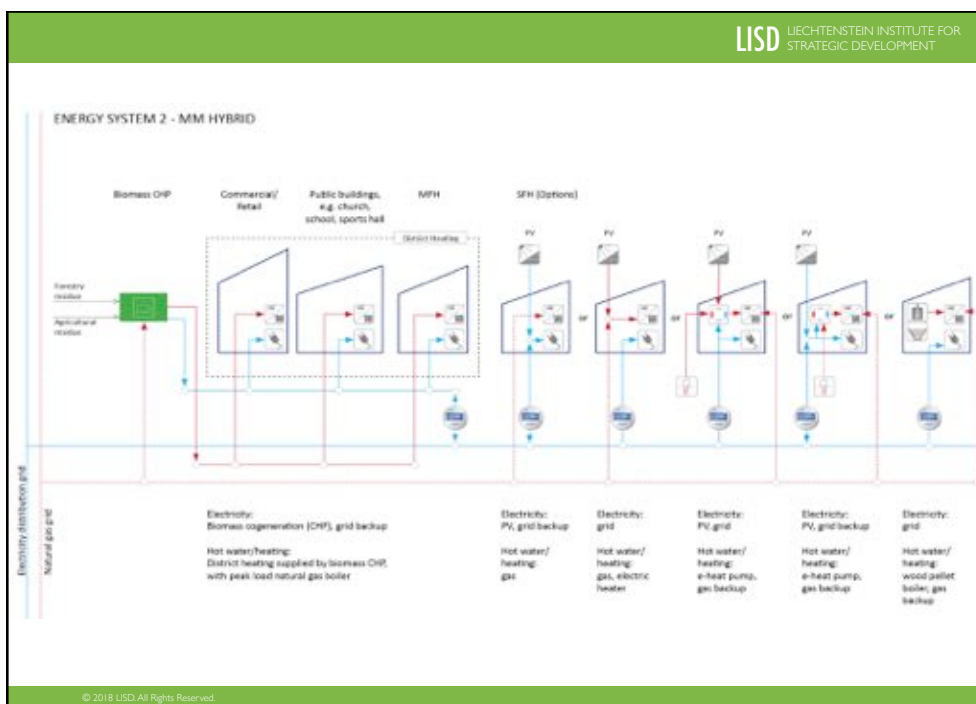 LISD LIECHTENSTEIN INSTITUTE FOR
STRATEGIC DEVELOPMENT
ENERGY SYSTEM 2 - MM HYBRID
Biomass CHP
Commercial/
Retail
Public buildings,
e.g. church,
school, sports hall
MFH
SFH (Options)
District Heating
PV
PV
PV
PV
Forestry
residue
Agricultural
residue
or
or
or
or
Electricity distribution grid
Natural gas grid
Electricity:
Biomass cogeneration (CHP), grid backup
Hot water/heating:
District heating supplied by biomass CHP,
with peak load natural gas boiler
Electricity:
PV, grid backup
Hot water/
heating:
gas
Electricity:
grid
Hot water/
heating:
gas, electric
heater
Electricity:
PV, grid
Hot water/
heating:
e-heat pump,
gas backup
Electricity:
PV, grid backup
Hot water/
heating:
e-heat pump,
gas backup
Electricity:
grid
Hot water/
heating:
wood pellet
boiler, gas
backup
© 2018 LISD. All Rights Reserved.